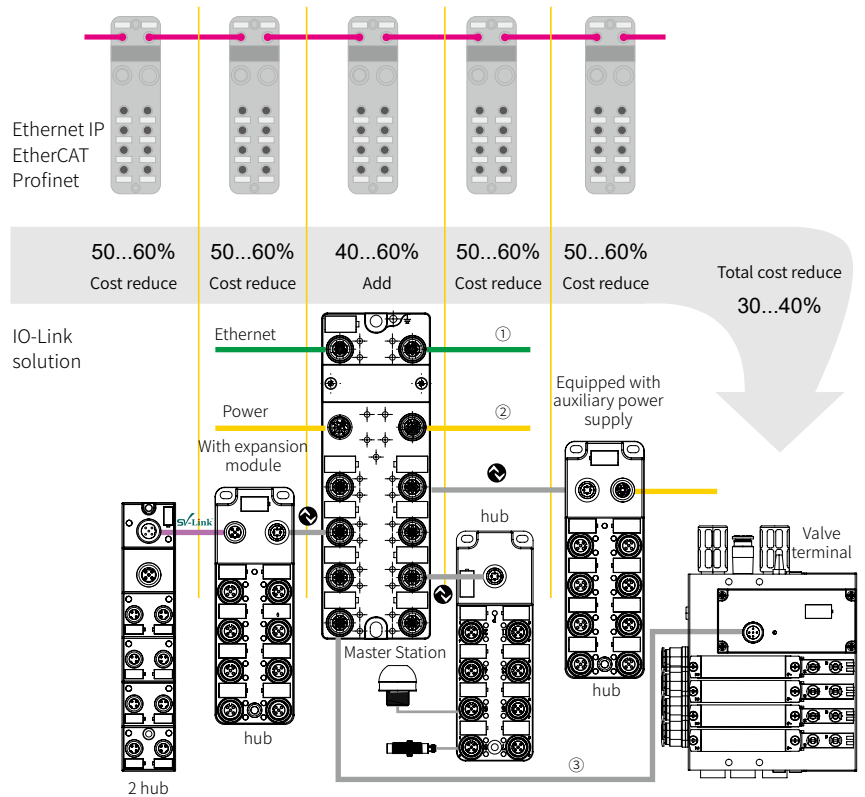 Ethernet IP
EtherCAT
Profinet
50...60%
Cost reduce
50...60%
Cost reduce
40...60%
Add
50...60%
Cost reduce
50...60%
Cost reduce
Total cost reduce
30...40%
IO-Link
solution
Ethernet
①
Power
②
Equipped with
auxiliary power
supply
With expansion
module
SV-Link
hub
Valve
terminal
Master Station
hub
hub
③
2 hub